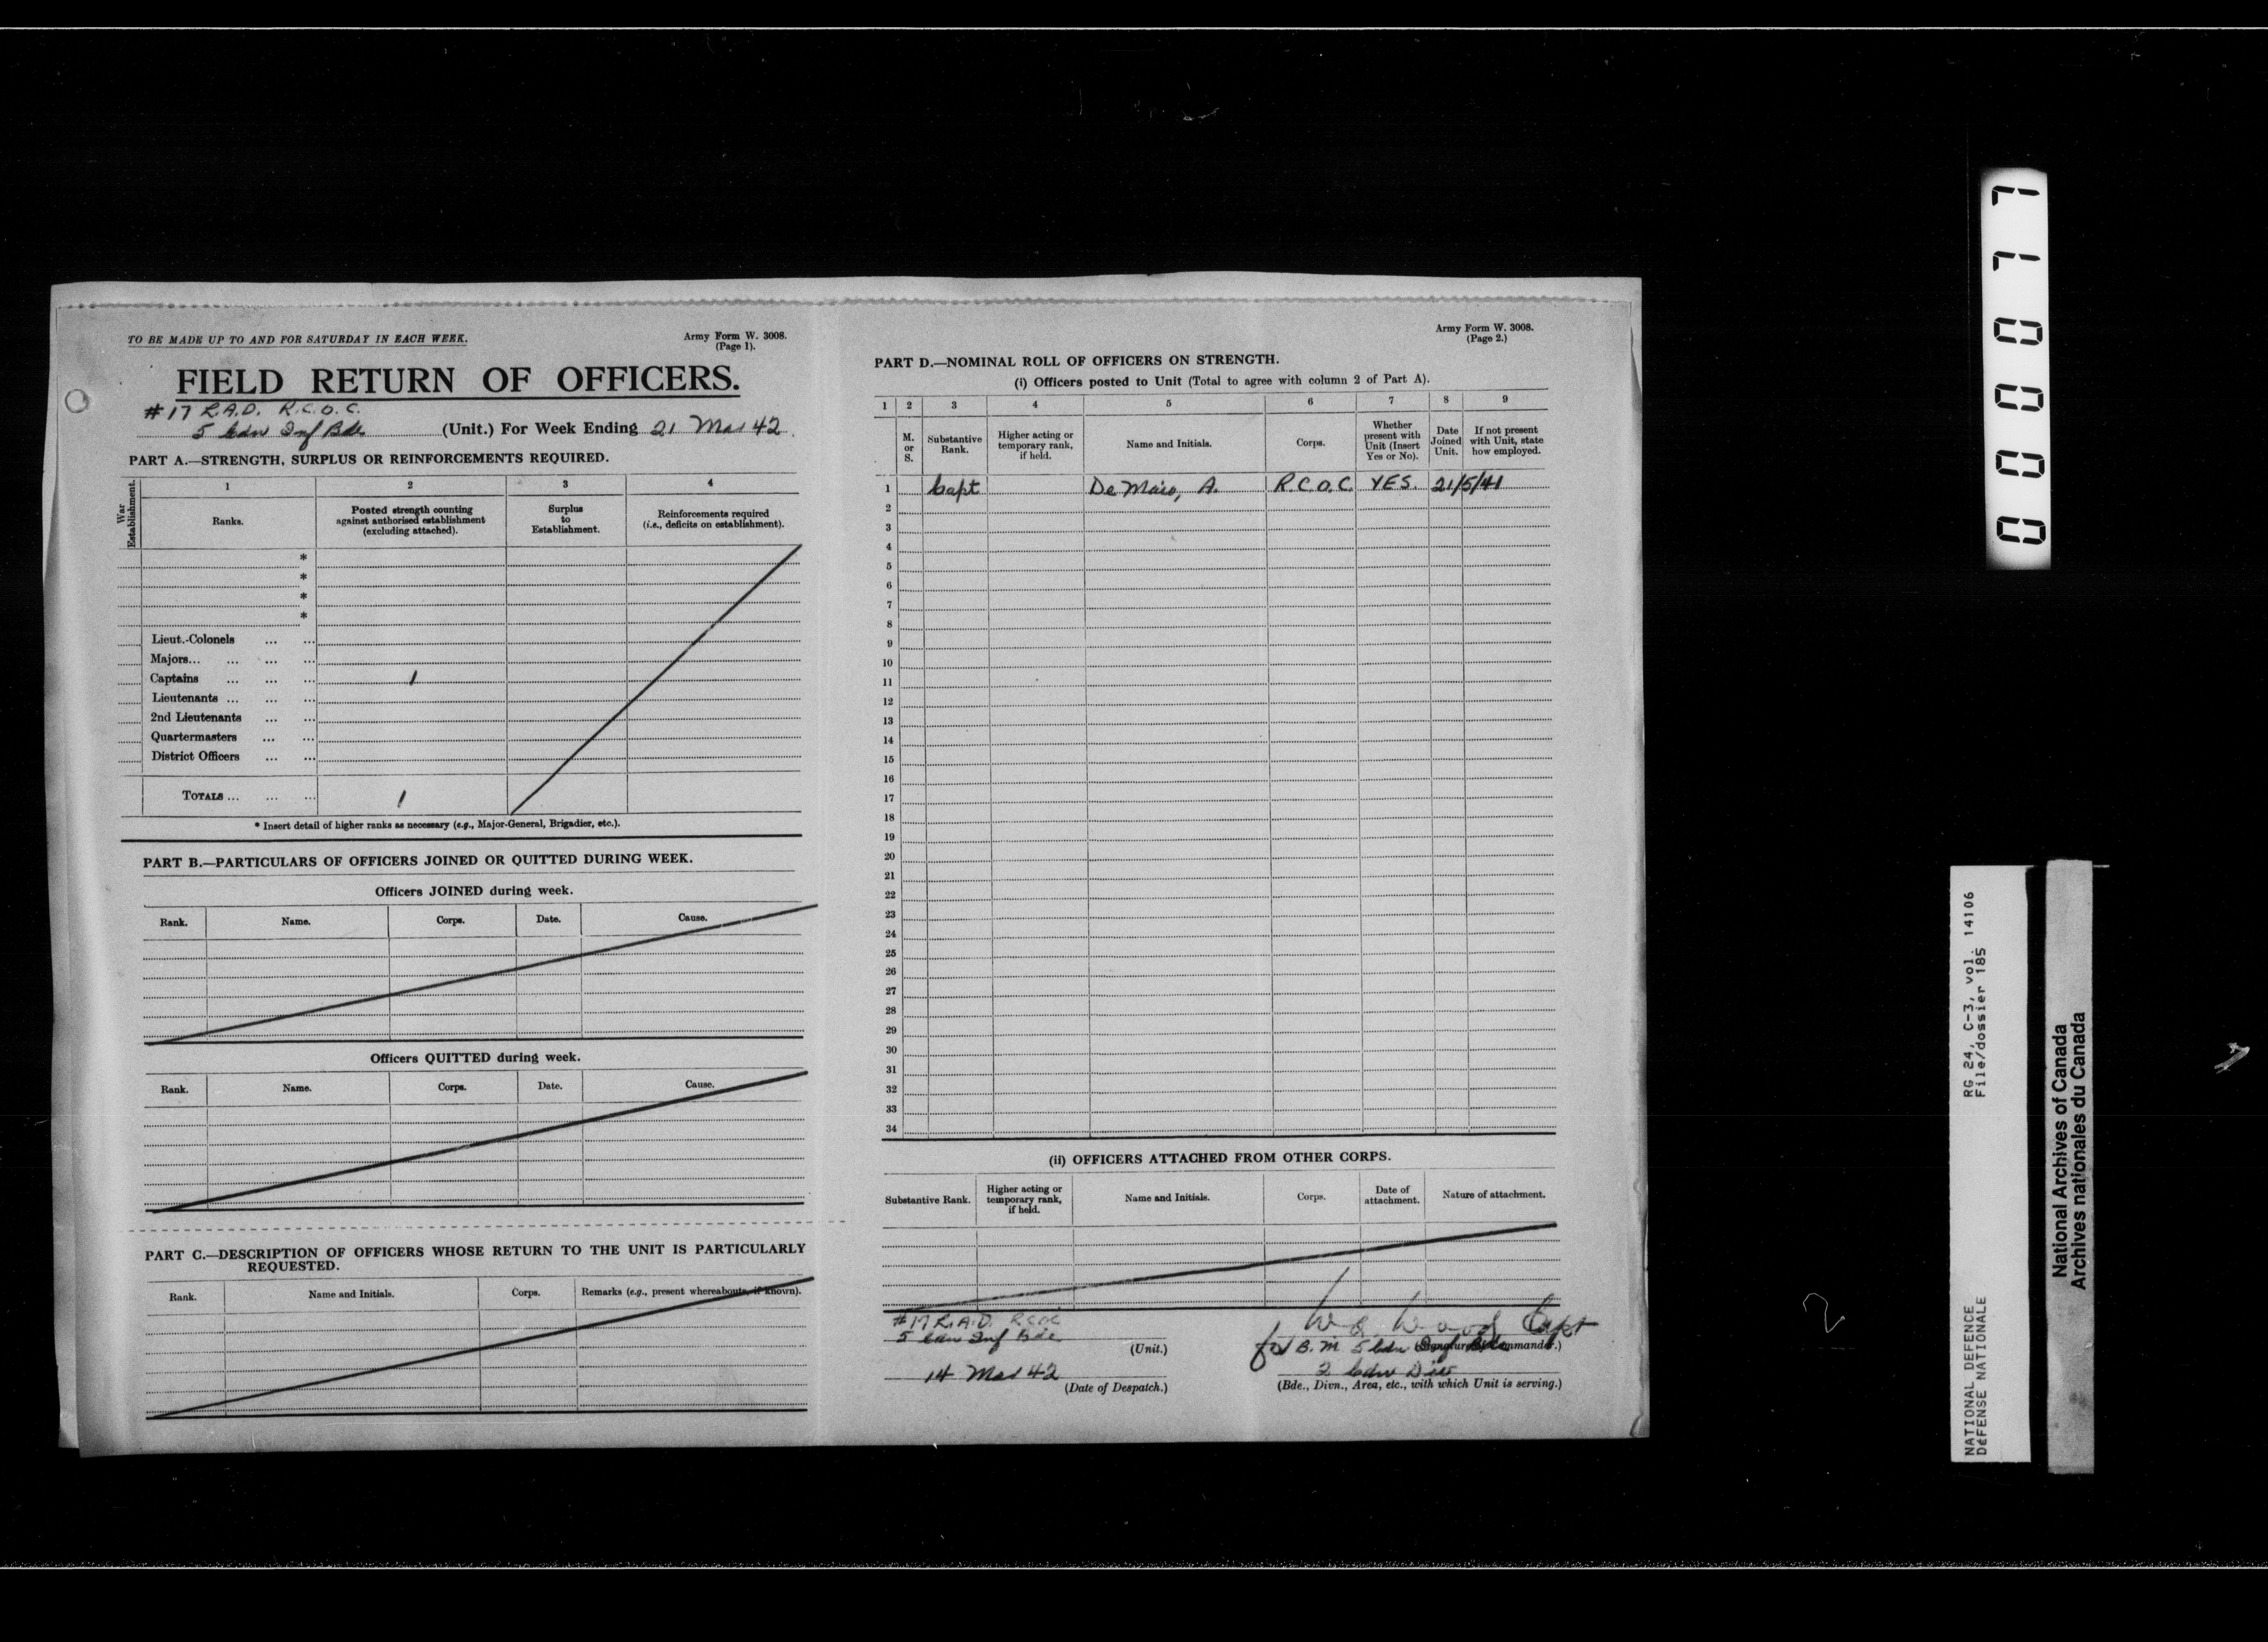 TO BE MADE UP TO AND FOR SATURDAY IN EACH WEEK.
Army Form W. 3008.
(Page 1).
FIELD RETURN OF OFFICERS.
#17 L.A.D. R.C.O.C.
5 Cdn Inf Bde (Unit.) For Week Ending 21 Mar 42.
PART A.—STRENGTH, SURPLUS OR REINFORCEMENTS REQUIRED.
War Establishment.
1 2 3 4
Ranks.
Posted strength counting against authorised establishment (excluding attached).
Surplus to Establishment.
Reinforcements required (i.e., deficits on establishment).
*
*
*
*
Lieut.-Colonels ... ...
Majors... ... ... ...
Captains ... ... ... 1
Lieutenants ... ... ...
2nd Lieutenants ... ...
Quartermasters ... ...
District Officers ... ...
TOTALS ... ... ... 1
* Insert detail of higher ranks as necessary (e.g., Major-General, Brigadier, etc.).
PART B.—PARTICULARS OF OFFICERS JOINED OR QUITTED DURING WEEK.
Officers JOINED during week.
Rank. Name. Corps. Date. Cause.
Officers QUITTED during week.
Rank. Name. Corps. Date. Cause.
PART C.—DESCRIPTION OF OFFICERS WHOSE RETURN TO THE UNIT IS PARTICULARLY
REQUESTED.
Rank. Name and Initials. Corps. Remarks (e.g., present whereabouts, if known).
Army Form W. 3008.
(Page 2.)
PART D.—NOMINAL ROLL OF OFFICERS ON STRENGTH.
(i) Officers posted to Unit (Total to agree with column 2 of Part A).
1 2 3 4 5 6 7 8 9
M. or S.
Substantive Rank.
Higher acting or temporary rank, if held.
Name and Initials.
Corps.
Whether present with Unit (Insert Yes or No).
Date Joined Unit.
If not present with Unit, state how employed.
1 Capt De Maio, A. R.C.O.C. YES. 21/5/41
2
3
4
5
6
7
8
9
10
11
12
13
14
15
16
17
18
19
20
21
22
23
24
25
26
27
28
29
30
31
32
33
34
(ii) OFFICERS ATTACHED FROM OTHER CORPS.
Substantive Rank.
Higher acting or temporary rank, if held.
Name and Initials.
Corps.
Date of attachment.
Nature of attachment.
#17 L.A.D. RCOC
5 Cdn Inf Bde
(Unit.)
14 Mar 42
(Date of Despatch.)
Capt
for B.M. 5 Cdn Inf Bde
(Signature of Commander.)
2 Cdn Div
(Bde., Divn., Area, etc., with which Unit is serving.)
000077
RG 24, C-3, vol. 14106
File/dossier 185
NATIONAL DEFENCE
DéFENSE NATIONALE
National Archives of Canada
Archives nationales du Canada
2